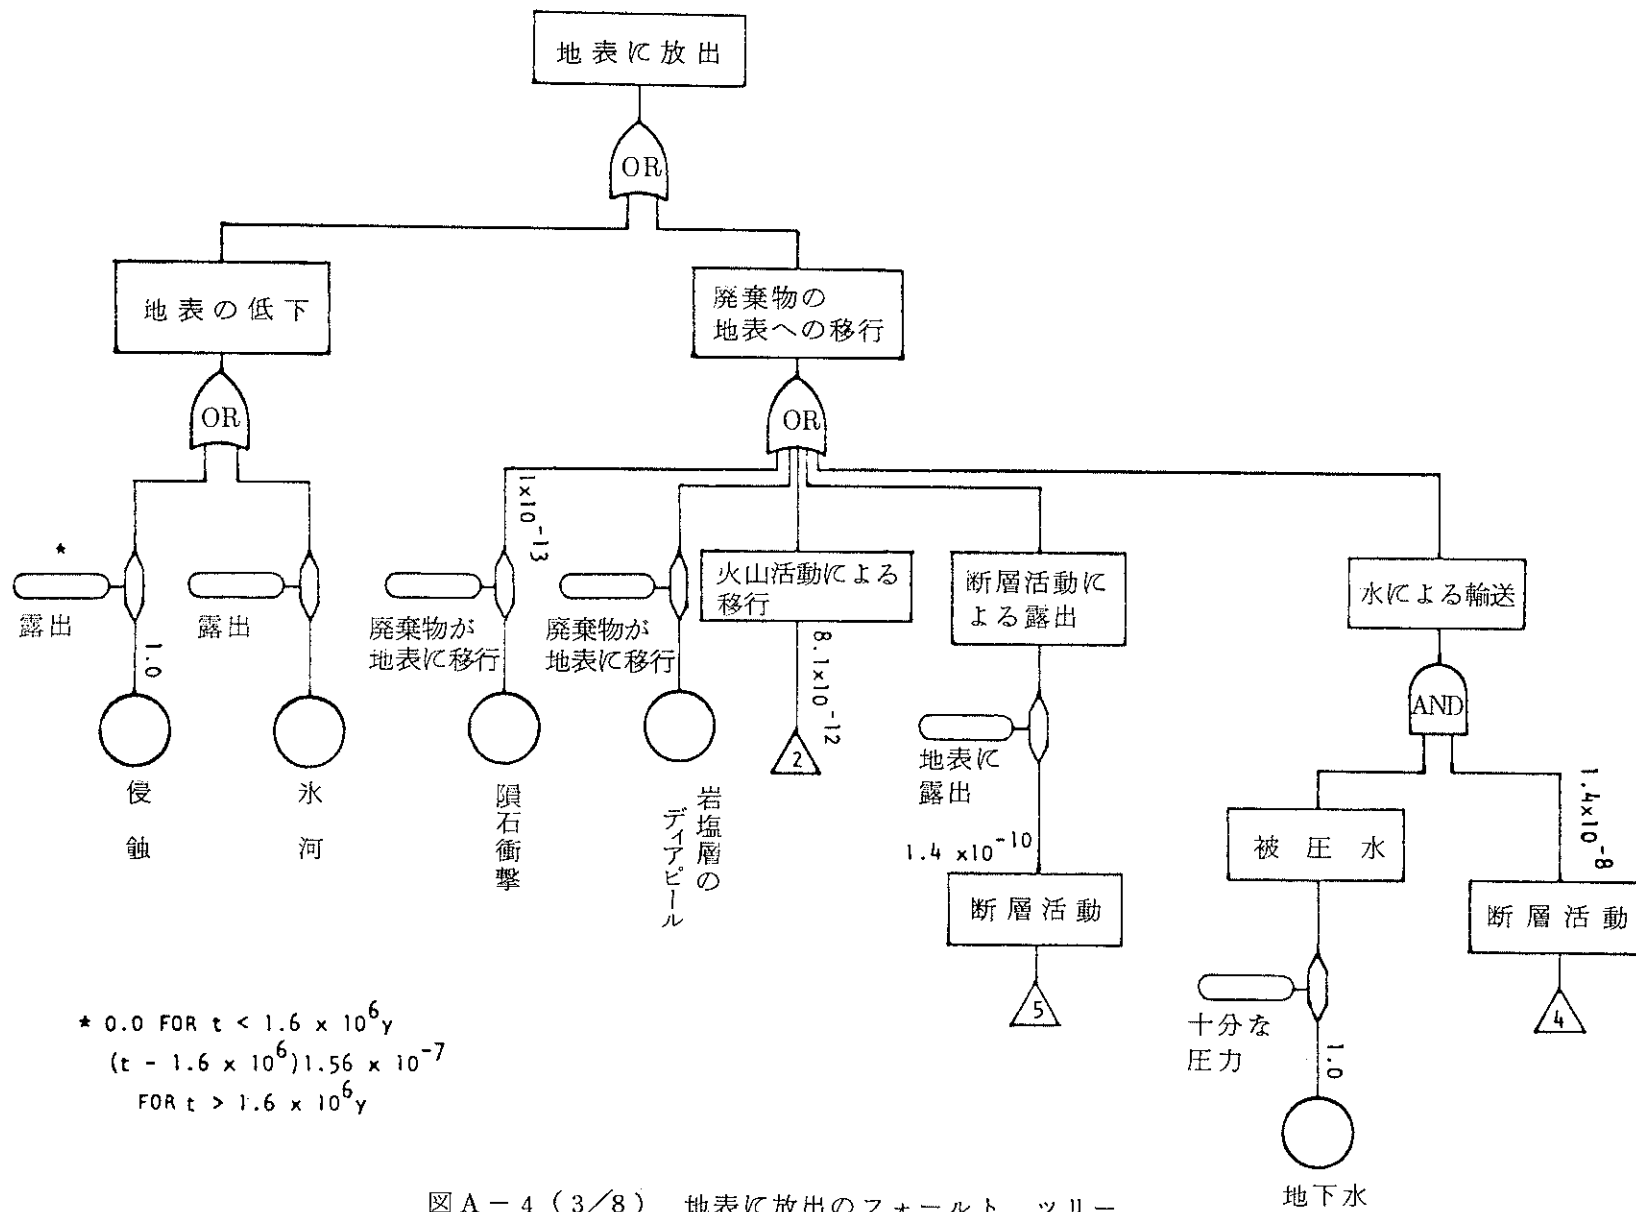 地表に放出
OR
地表の低下
廃棄物の
地表への移行
OR
OR
*
露出
1.0
侵蝕
露出
氷河
1x10^-13
廃棄物が
地表に移行
隕石衝撃
廃棄物が
地表に移行
岩塩層の
ディアピール
火山活動による
移行
8.1x10^-12
2
断層活動に
よる露出
地表に
露出
1.4 x10^-10
断層活動
5
水による輸送
AND
被圧水
十分な
圧力
1.0
地下水
1.4x10^-8
断層活動
4
* 0.0 FOR t < 1.6 x 10^6y
(t - 1.6 x 10^6)1.56 x 10^-7
FOR t > 1.6 x 10^6y
図A-4(3/8) 地表に放出のフォールト ツリー